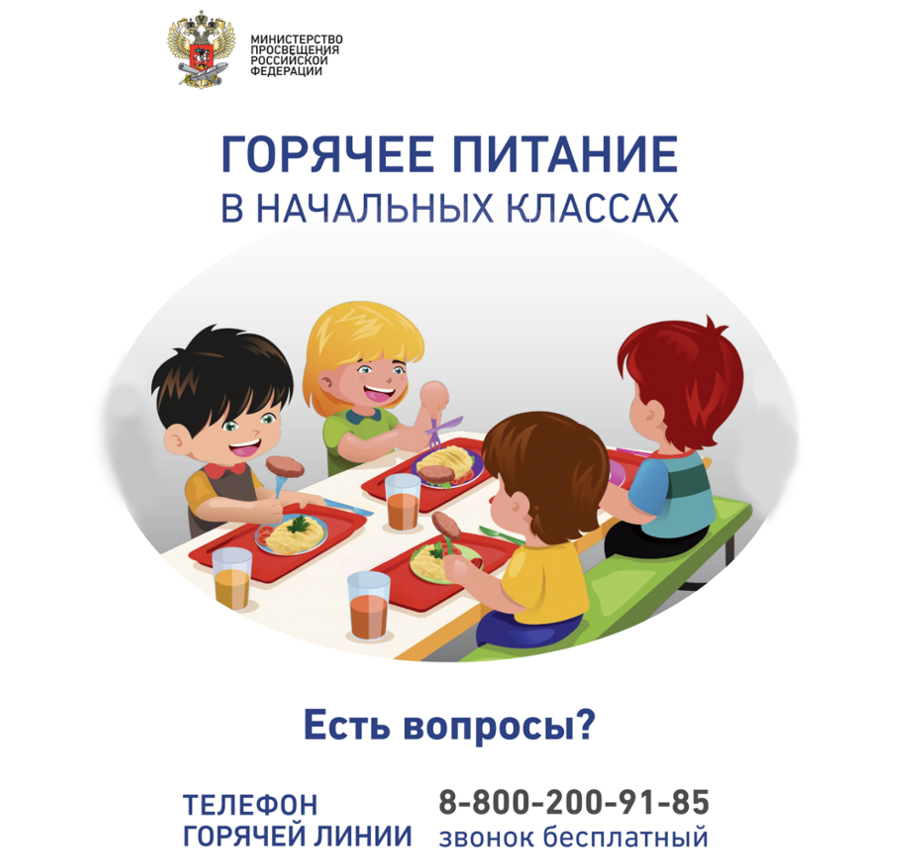 МИНИСТЕРСТВО
ПРОСВЕЩЕНИЯ
РОССИЙСКОЙ
ФЕДЕРАЦИИ
ГОРЯЧЕЕ ПИТАНИЕ
В НАЧАЛЬНЫХ КЛАССАХ
Есть вопросы?
ТЕЛЕФОН
ГОРЯЧЕЙ ЛИНИИ
8-800-200-91-85
звонок бесплатный